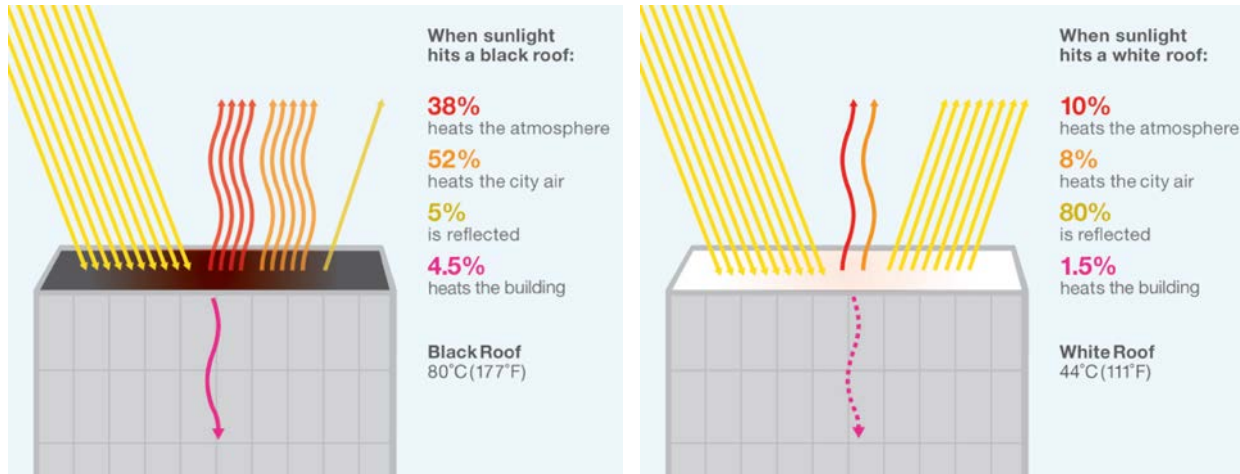 When sunlight
hits a black roof:
38%
heats the atmosphere
52%
heats the city air
5%
is reflected
4.5%
heats the building
Black Roof
80°C (177°F)
When sunlight
hits a white roof:
10%
heats the atmosphere
8%
heats the city air
80%
is reflected
1.5%
heats the building
White Roof
44°C (111°F)